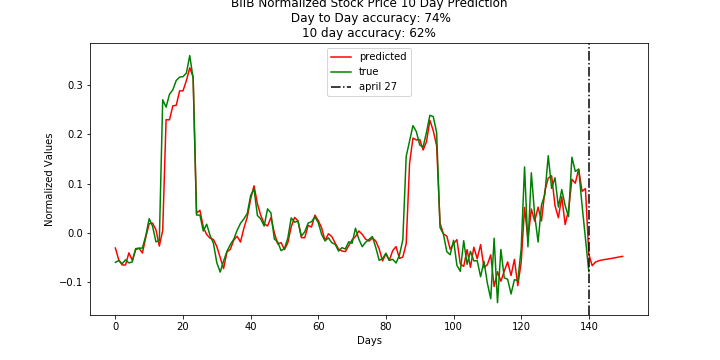 BIIB Normalized Stock Price 10 Day Prediction
Day to Day accuracy: 74%
10 day accuracy: 62%
predicted
true
april 27
Normalized Values
0.3
0.2
0.1
0.0
−0.1
0 20 40 60 80 100 120 140
Days